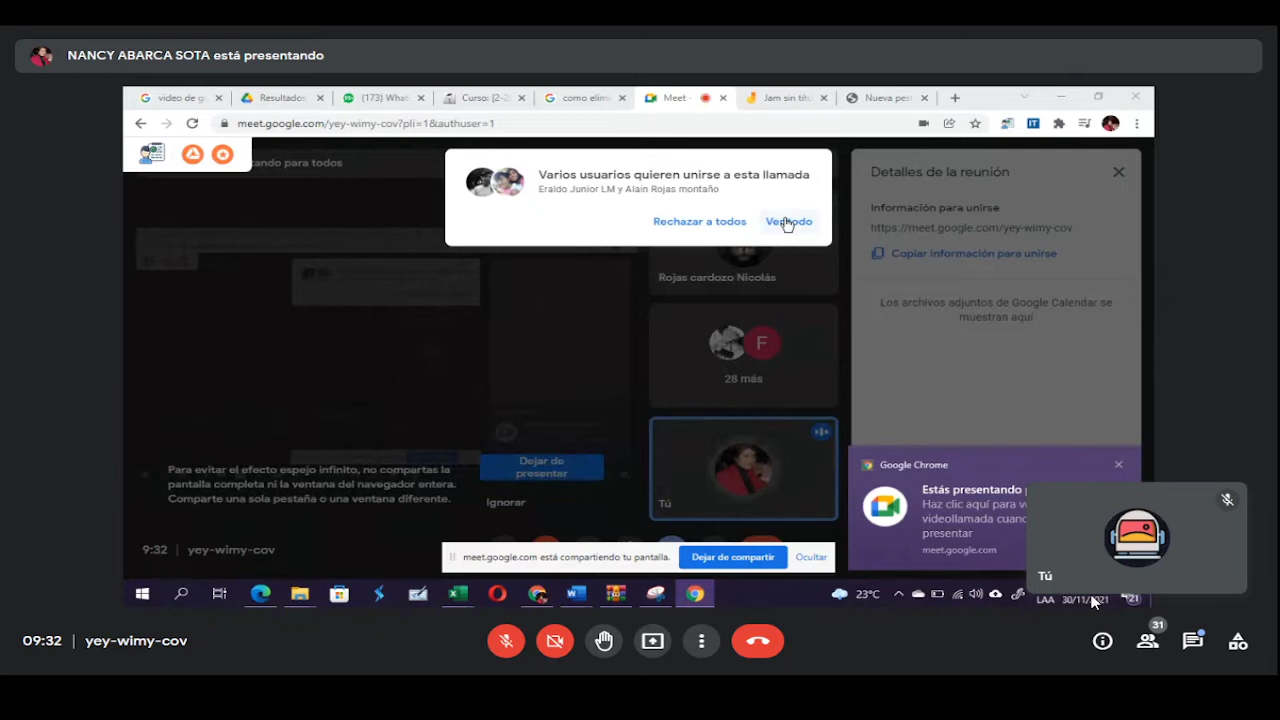 NANCY ABARCA SOTA está presentando
video de g
Resultados
(173) What
Curso: [2-2
como elimi
Meet -
Jam sin títu
Nueva pes
meet.google.com/yey-wimy-cov?pli=1&authuser=1
tando para todos
Varios usuarios quieren unirse a esta llamada
Eraldo Junior LM y Alain Rojas montaño
Rechazar a todos
Ver todo
Detalles de la reunión
Información para unirse
https://meet.google.com/yey-wimy-cov
Copiar información para unirse
Los archivos adjuntos de Google Calendar se
muestran aquí
Rojas cardozo Nicolás
F
28 más
Tú
Para evitar el efecto espejo infinito, no compartas la
pantalla completa ni la ventana del navegador entera.
Comparte una sola pestaña o una ventana diferente.
Dejar de
presentar
Ignorar
9:32 | yey-wimy-cov
Google Chrome
Estás presentando
Haz clic aquí para v
videollamada cuan
presentar
meet.google.com
meet.google.com está compartiendo tu pantalla.
Dejar de compartir
Ocultar
Tú
23°C
LAA
30/11/2021
21
09:32 | yey-wimy-cov
31